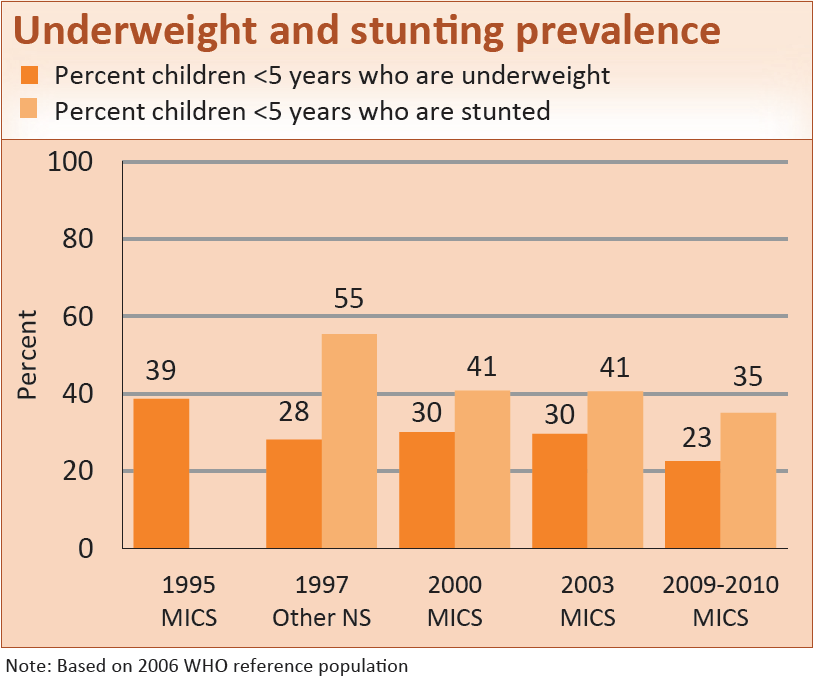 Underweight and stunting prevalence
Percent children <5 years who are underweight
Percent children <5 years who are stunted
100
80
60
40
20
0
Percent
39
28
55
30
41
30
41
23
35
1995
MICS
1997
Other NS
2000
MICS
2003
MICS
2009-2010
MICS
Note: Based on 2006 WHO reference population